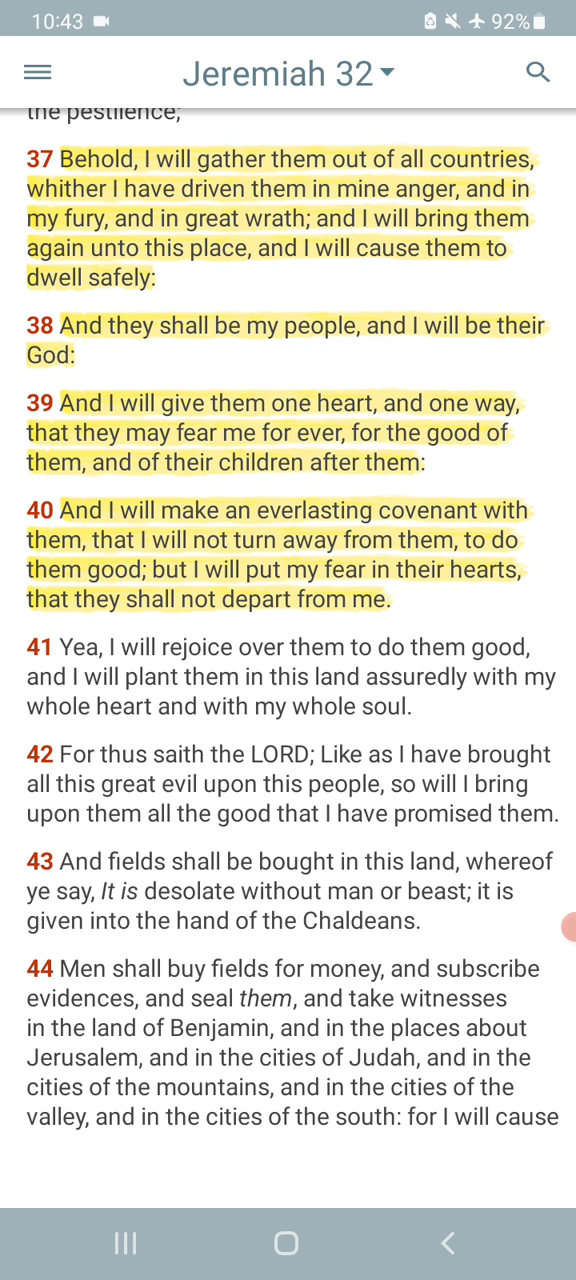 10:43
92%
Jeremiah 32
the pestilence;
37 Behold, I will gather them out of all countries,
whither I have driven them in mine anger, and in
my fury, and in great wrath; and I will bring them
again unto this place, and I will cause them to
dwell safely:
38 And they shall be my people, and I will be their
God:
39 And I will give them one heart, and one way,
that they may fear me for ever, for the good of
them, and of their children after them:
40 And I will make an everlasting covenant with
them, that I will not turn away from them, to do
them good; but I will put my fear in their hearts,
that they shall not depart from me.
41 Yea, I will rejoice over them to do them good,
and I will plant them in this land assuredly with my
whole heart and with my whole soul.
42 For thus saith the LORD; Like as I have brought
all this great evil upon this people, so will I bring
upon them all the good that I have promised them.
43 And fields shall be bought in this land, whereof
ye say, It is desolate without man or beast; it is
given into the hand of the Chaldeans.
44 Men shall buy fields for money, and subscribe
evidences, and seal them, and take witnesses
in the land of Benjamin, and in the places about
Jerusalem, and in the cities of Judah, and in the
cities of the mountains, and in the cities of the
valley, and in the cities of the south: for I will cause